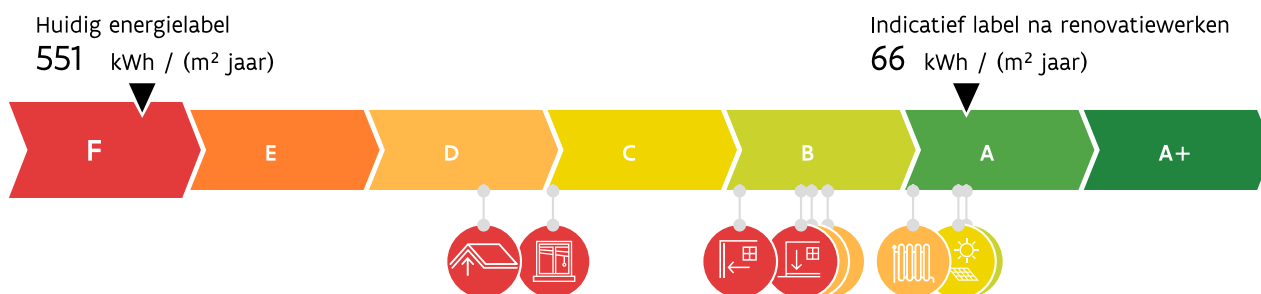 Huidig energielabel
551 kWh / (m² jaar)
Indicatief label na renovatiewerken
66 kWh / (m² jaar)
F E D C B A A+